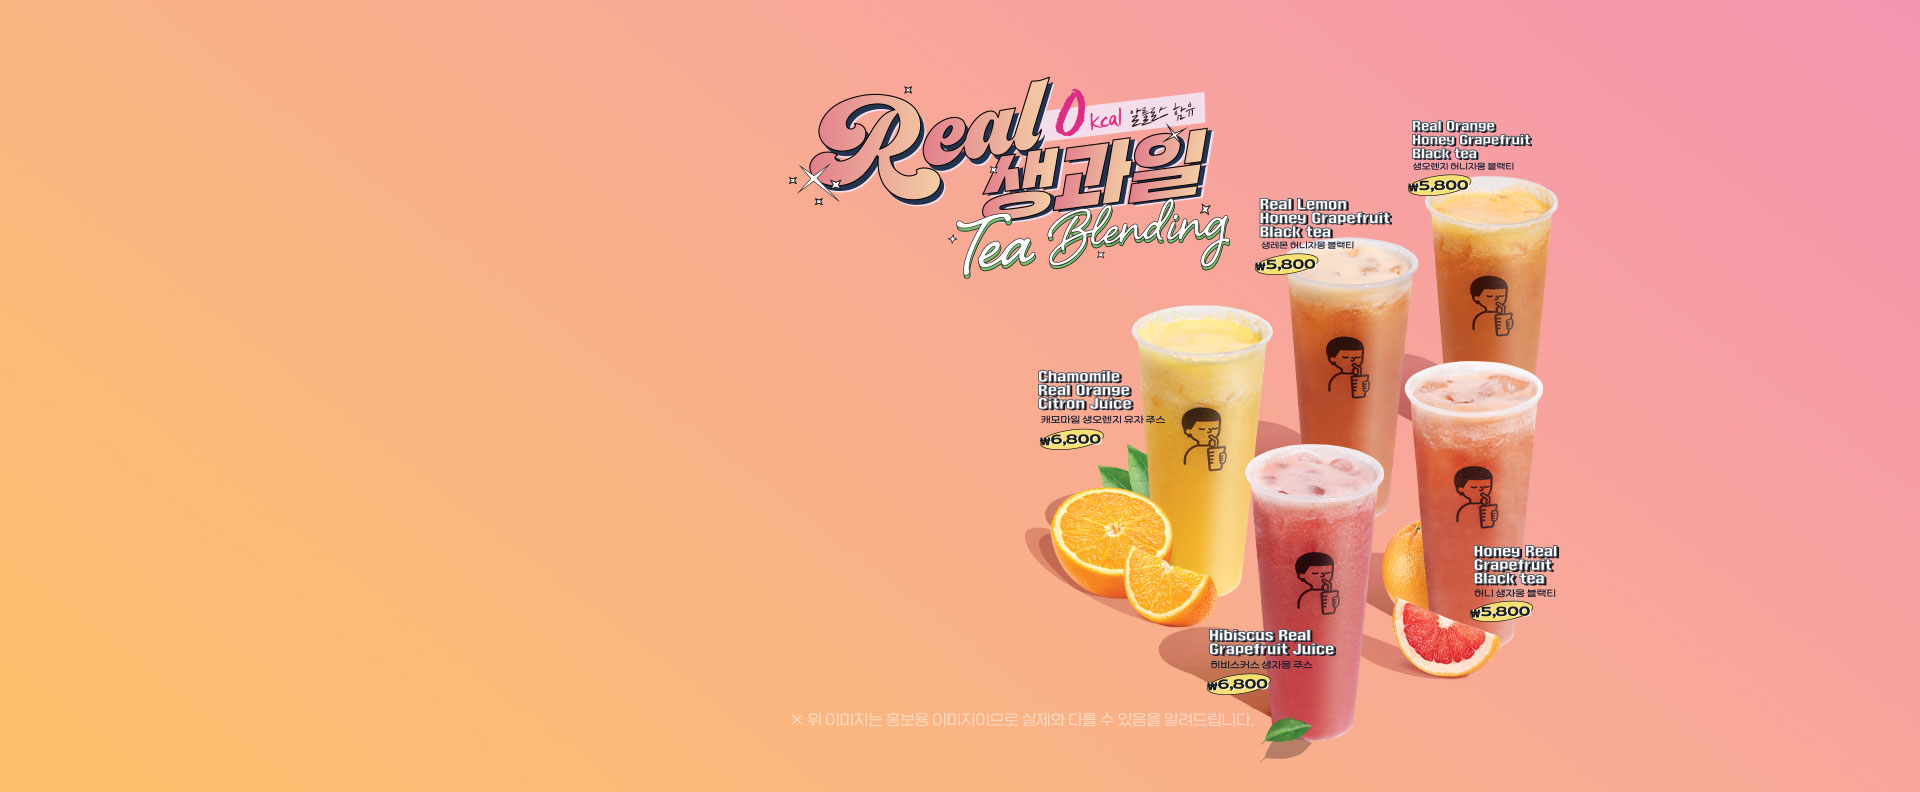 Real
0 kcal 알룰로스 함유
생과일
Tea Blending
Real Orange
Honey Grapefruit
Black tea
생오렌지 허니자몽 블랙티
₩5,800
Real Lemon
Honey Grapefruit
Black tea
생레몬 허니자몽 블랙티
₩5,800
Chamomile
Real Orange
Citron Juice
캐모마일 생오렌지 유자 주스
₩6,800
Honey Real
Grapefruit
Black tea
허니 생자몽 블랙티
₩5,800
Hibiscus Real
Grapefruit Juice
히비스커스 생자몽 주스
₩6,800
※ 위 이미지는 홍보용 이미지이므로 실제와 다를 수 있음을 알려드립니다.